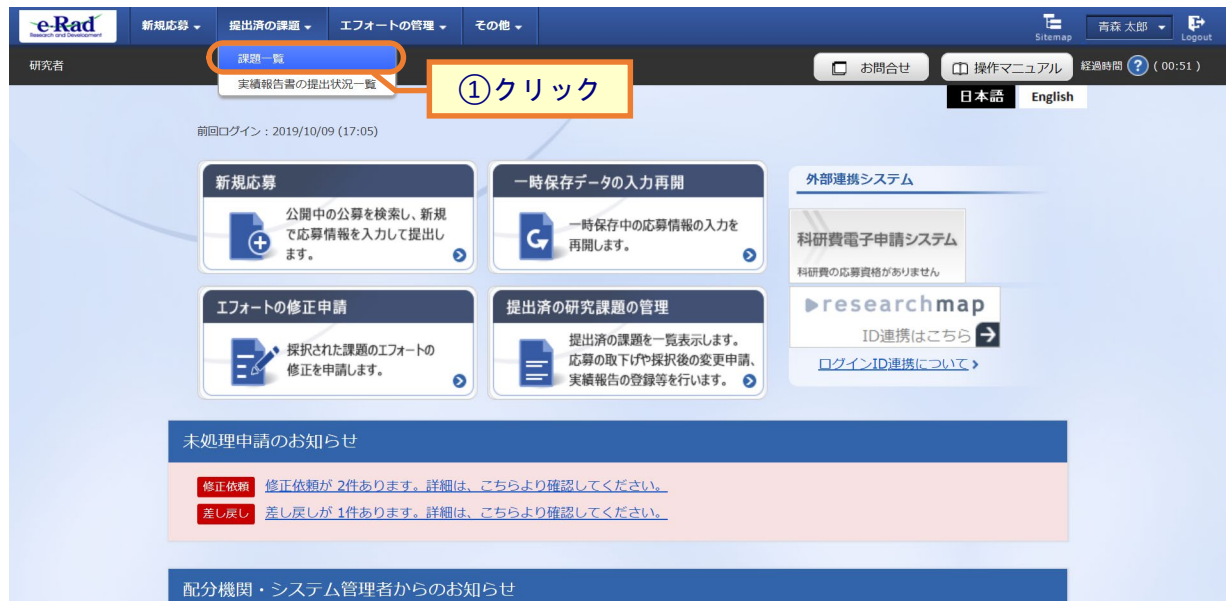 e-Rad
Research and Development
新規応募
提出済の課題
エフォートの管理
その他
Sitemap
青森 太郎
Logout
研究者
課題一覧
実績報告書の提出状況一覧
①クリック
お問合せ
操作マニュアル
経過時間 ? ( 00:51 )
日本語 English
前回ログイン : 2019/10/09 (17:05)
新規応募
公開中の公募を検索し、新規
で応募情報を入力して提出し
ます。
一時保存データの入力再開
一時保存中の応募情報の入力を
再開します。
外部連携システム
科研費電子申請システム
科研費の応募資格がありません
エフォートの修正申請
採択された課題のエフォートの
修正を申請します。
提出済の研究課題の管理
提出済の課題を一覧表示します。
応募の取下げや採択後の変更申請、
実績報告の登録等を行います。
researchmap
ID連携はこちら
ログインID連携について
未処理申請のお知らせ
修正依頼 修正依頼が 2件あります。詳細は、こちらより確認してください。
差し戻し 差し戻しが 1件あります。詳細は、こちらより確認してください。
配分機関・システム管理者からのお知らせ